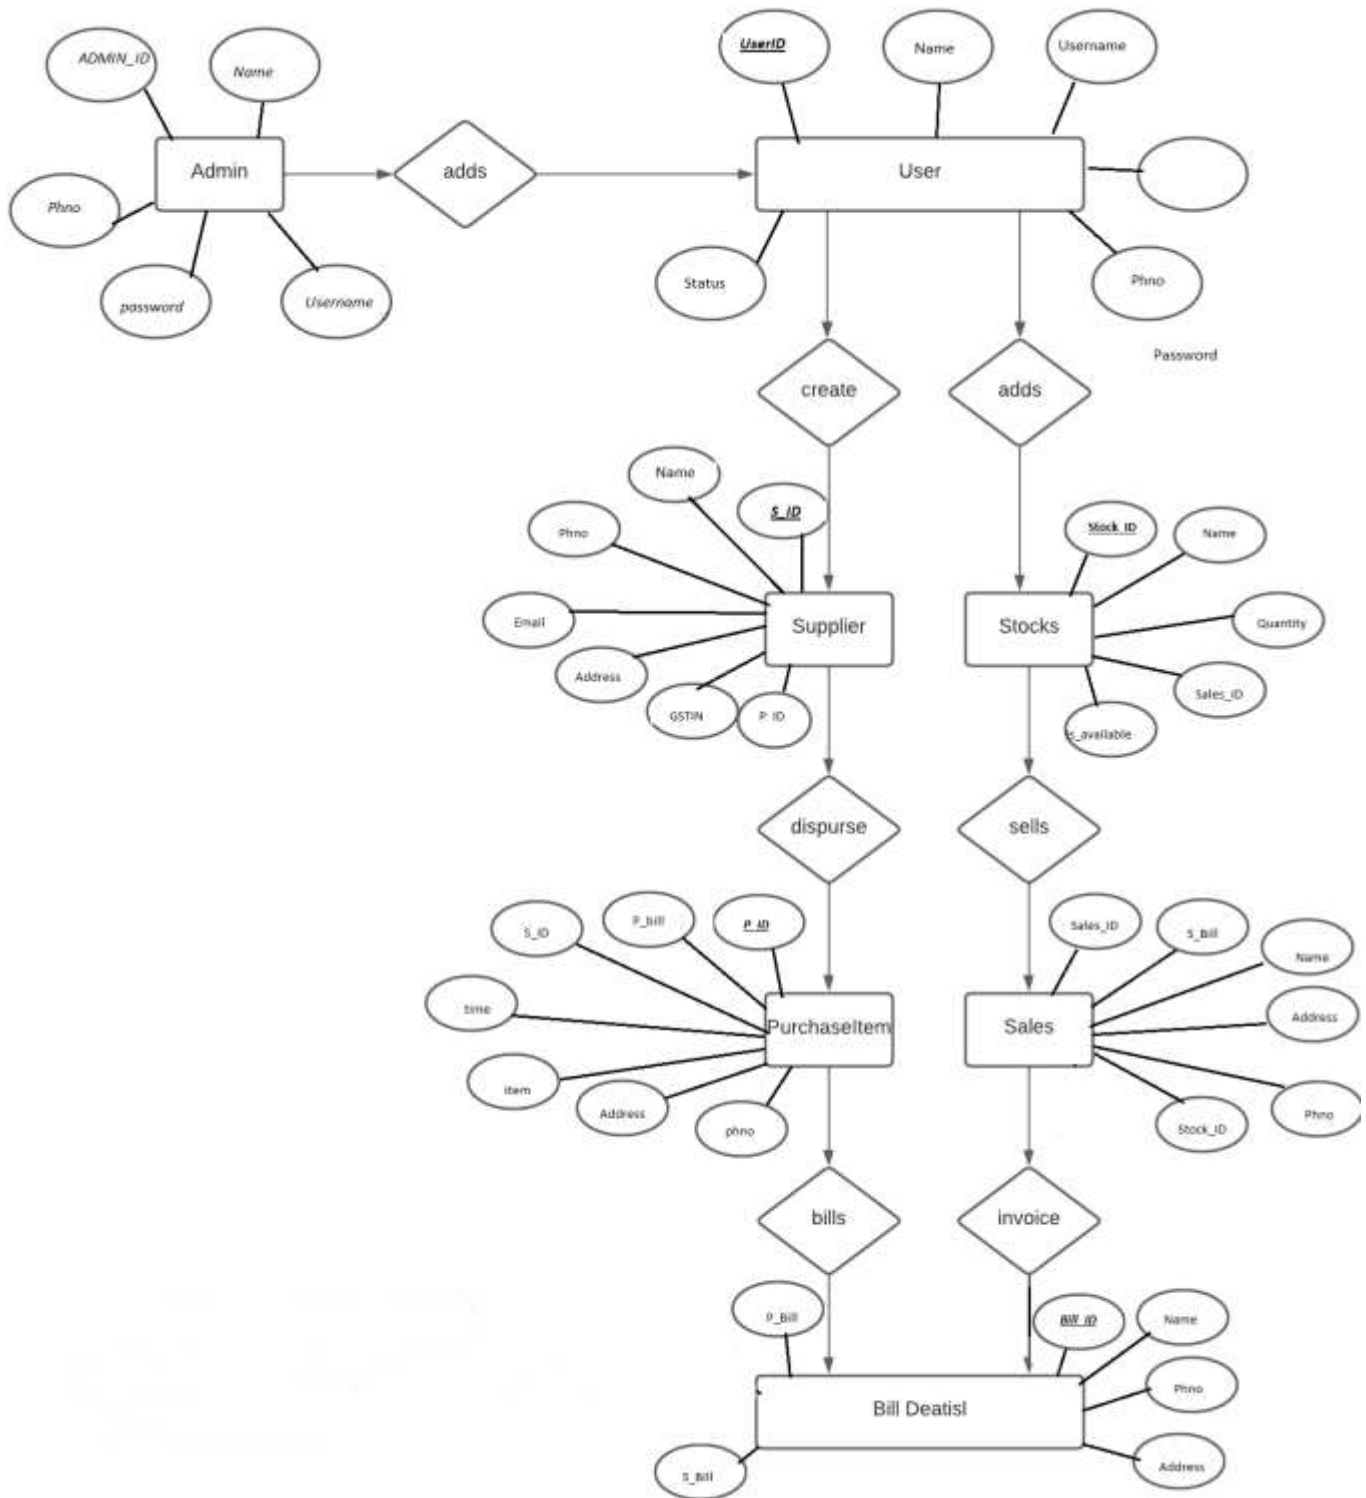 ADMIN_ID
Name
UserID
Name
Username
Admin
adds
User
Phno
password
Username
Status
Phno
Password
create
adds
Name
S_ID
Phno
Stock_ID
Name
Email
Supplier
Stocks
Quantity
Address
GSTIN
P_ID
Sales_ID
s_available
dispurse
sells
S_ID
P_bill
P_ID
Sales_ID
S_Bill
Name
time
PurchaseItem
Sales
Address
item
Address
phno
Stock_ID
Phno
bills
invoice
P_Bill
Bill_ID
Name
Bill Deatisl
Phno
S_Bill
Address